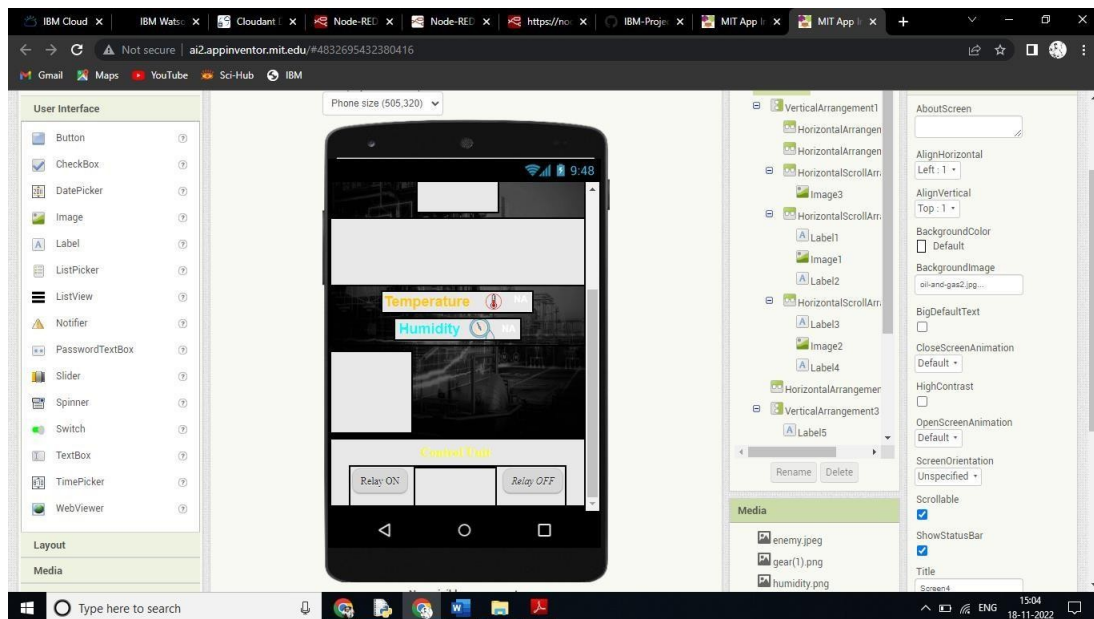 IBM Cloud
IBM Watso
Cloudant
Node-RED
Node-RED
https://no
IBM-Proje
MIT App In
MIT App I
Not secure | ai2.appinventor.mit.edu/#4832695432380416
Gmail
Maps
YouTube
Sci-Hub
IBM
User Interface
Button
CheckBox
DatePicker
Image
Label
ListPicker
ListView
Notifier
PasswordTextBox
Slider
Spinner
Switch
TextBox
TimePicker
WebViewer
Layout
Media
Phone size (505,320)
9:48
Temperature NA
Humidity NA
Control Unit
Relay ON
Relay OFF
VerticalArrangement1
HorizontalArrangen
HorizontalArrangen
HorizontalScrollArr
Image3
HorizontalScrollArr
Label1
Image1
Label2
HorizontalScrollArr
Label3
Image2
Label4
HorizontalArrangemer
VerticalArrangement3
Label5
Rename
Delete
Media
enemy.jpeg
gear(1).png
humidity.png
AboutScreen
AlignHorizontal
Left : 1
AlignVertical
Top : 1
BackgroundColor
Default
BackgroundImage
oil-and-gas2.jpg...
BigDefaultText
CloseScreenAnimation
Default
HighContrast
OpenScreenAnimation
Default
ScreenOrientation
Unspecified
Scrollable
ShowStatusBar
Title
Screen4
Type here to search
ENG
15:04
18-11-2022